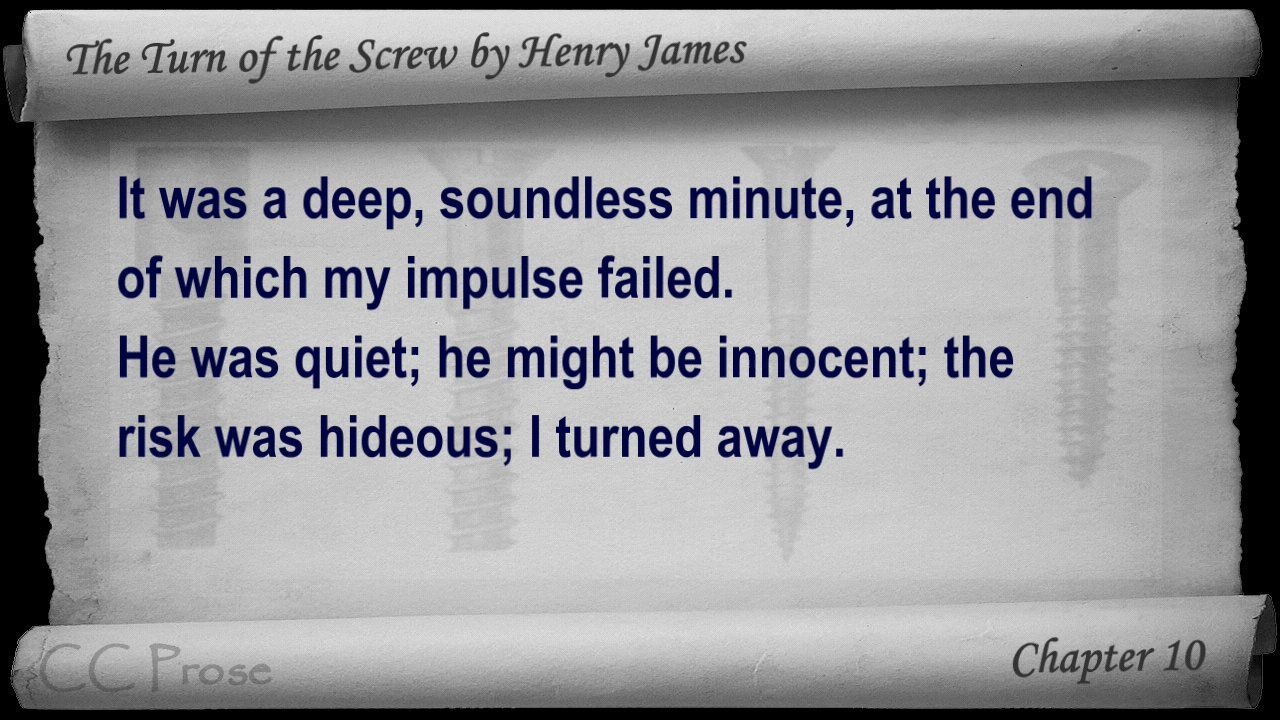 The Turn of the Screw by Henry James
It was a deep, soundless minute, at the end
of which my impulse failed.
He was quiet; he might be innocent; the
risk was hideous; I turned away.
CC Prose
Chapter 10